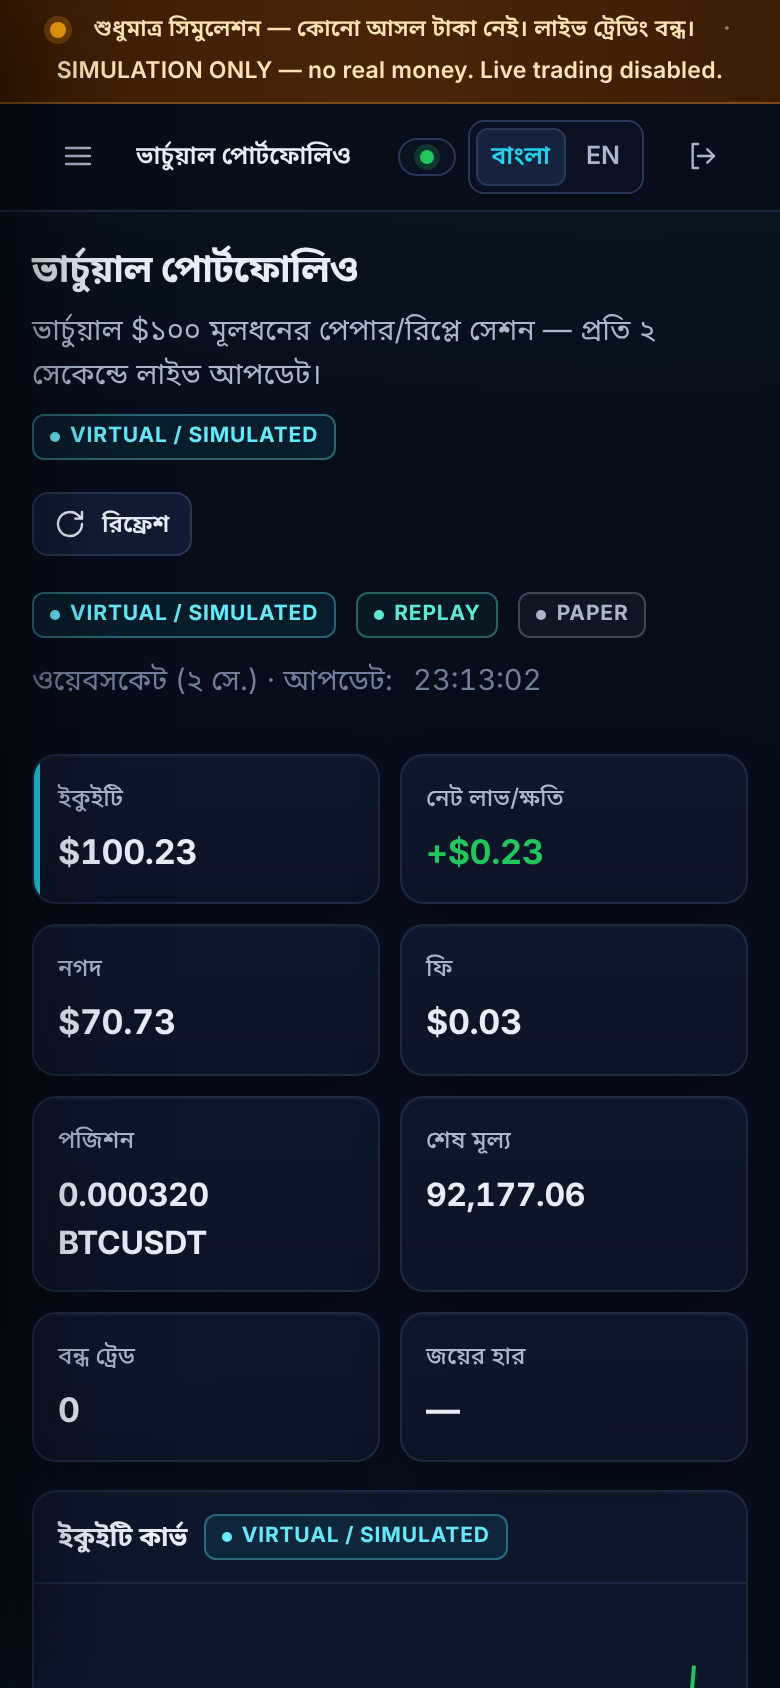 শুধুমাত্র সিমুলেশন — কোনো আসল টাকা নেই। লাইভ ট্রেডিং বন্ধ। ·
SIMULATION ONLY — no real money. Live trading disabled.
ভার্চুয়াল পোর্টফোলিও
বাংলা
EN
ভার্চুয়াল পোর্টফোলিও
ভার্চুয়াল $১০০ মূলধনের পেপার/রিপ্লে সেশন — প্রতি ২
সেকেন্ডে লাইভ আপডেট।
VIRTUAL / SIMULATED
রিফ্রেশ
VIRTUAL / SIMULATED
REPLAY
PAPER
ওয়েবসকেট (২ সে.) · আপডেট: 23:13:02
ইকুইটি
$100.23
নেট লাভ/ক্ষতি
+$0.23
নগদ
$70.73
ফি
$0.03
পজিশন
0.000320
BTCUSDT
শেষ মূল্য
92,177.06
বন্ধ ট্রেড
0
জয়ের হার
—
ইকুইটি কার্ভ
VIRTUAL / SIMULATED